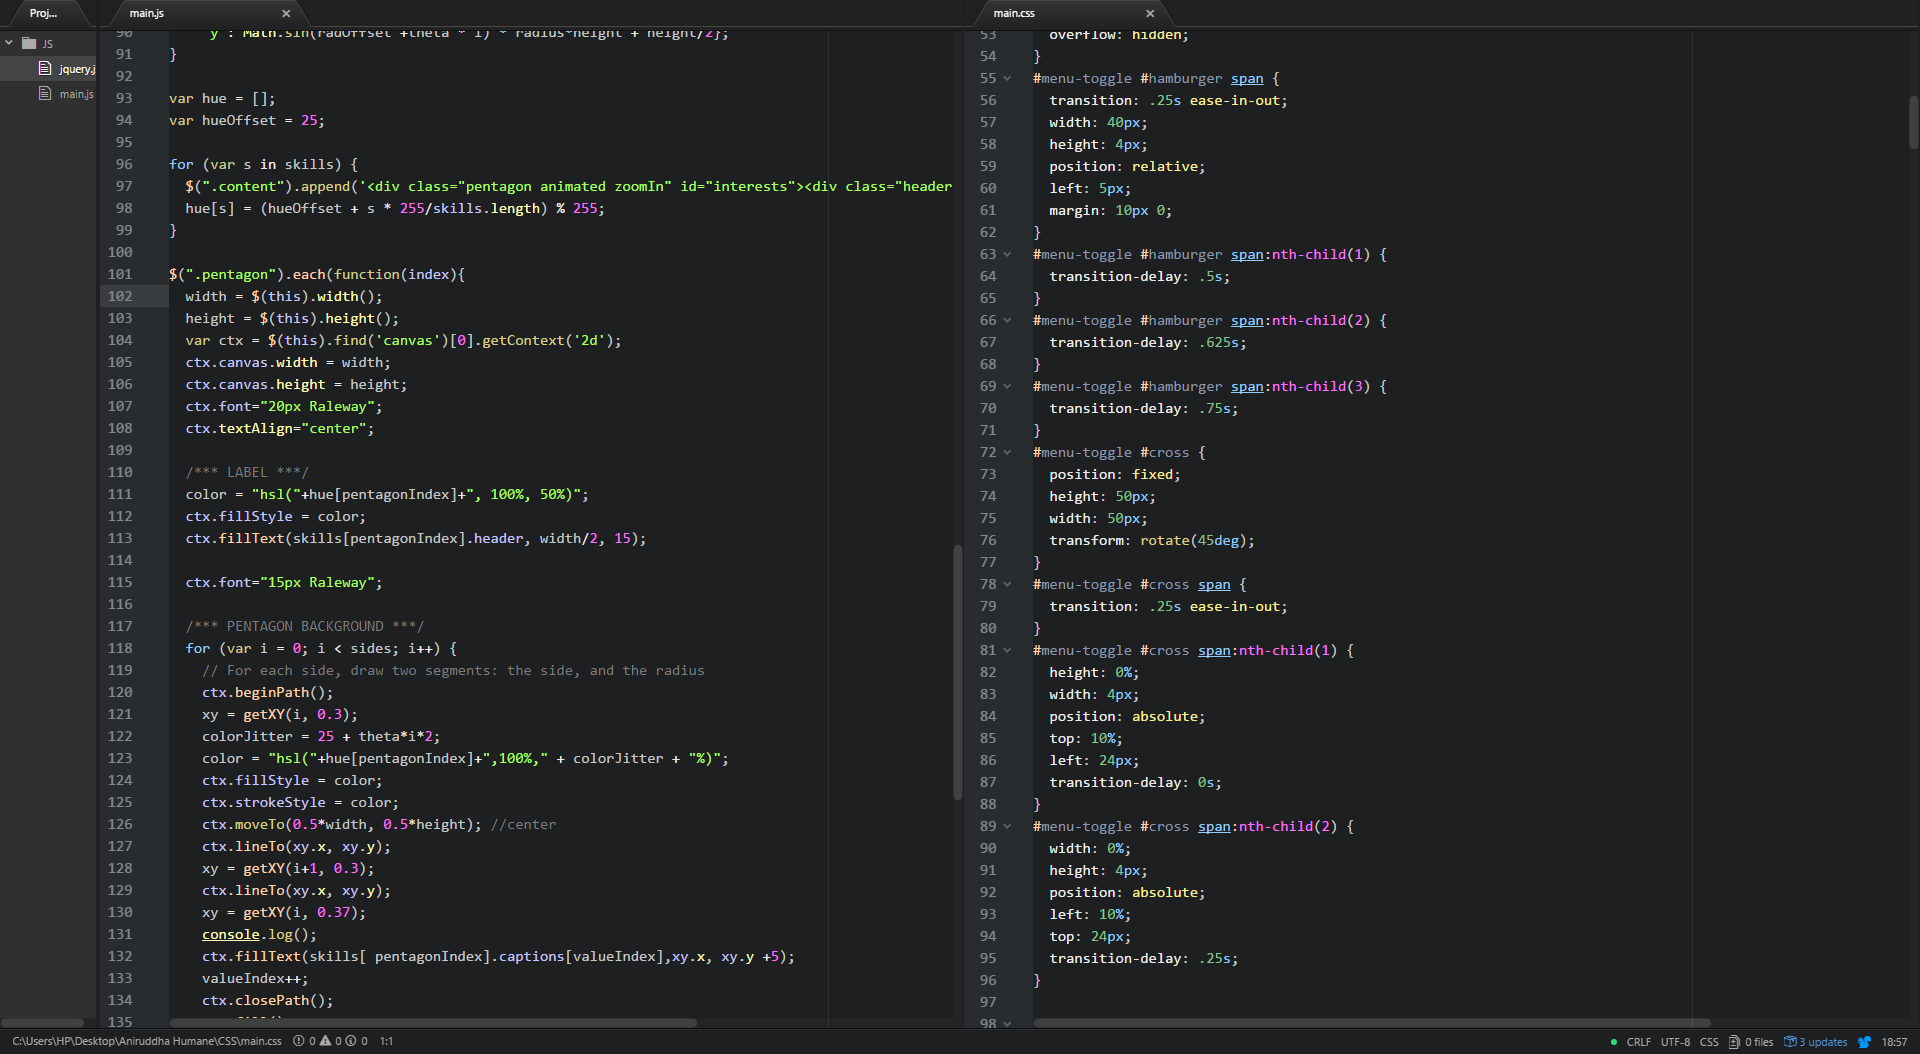 Proj...
main.js
main.css
JS
jquery.j
main.js
90 y : Math.sin(radOffset +theta * i) * radius*height + height/2};
91 }
92
93 var hue = [];
94 var hueOffset = 25;
95
96 for (var s in skills) {
97 $(".content").append('<div class="pentagon animated zoomIn" id="interests"><div class="header
98 hue[s] = (hueOffset + s * 255/skills.length) % 255;
99 }
100
101 $(".pentagon").each(function(index){
102 width = $(this).width();
103 height = $(this).height();
104 var ctx = $(this).find('canvas')[0].getContext('2d');
105 ctx.canvas.width = width;
106 ctx.canvas.height = height;
107 ctx.font="20px Raleway";
108 ctx.textAlign="center";
109
110 /*** LABEL ***/
111 color = "hsl("+hue[pentagonIndex]+", 100%, 50%)";
112 ctx.fillStyle = color;
113 ctx.fillText(skills[pentagonIndex].header, width/2, 15);
114
115 ctx.font="15px Raleway";
116
117 /*** PENTAGON BACKGROUND ***/
118 for (var i = 0; i < sides; i++) {
119 // For each side, draw two segments: the side, and the radius
120 ctx.beginPath();
121 xy = getXY(i, 0.3);
122 colorJitter = 25 + theta*i*2;
123 color = "hsl("+hue[pentagonIndex]+",100%," + colorJitter + "%)";
124 ctx.fillStyle = color;
125 ctx.strokeStyle = color;
126 ctx.moveTo(0.5*width, 0.5*height); //center
127 ctx.lineTo(xy.x, xy.y);
128 xy = getXY(i+1, 0.3);
129 ctx.lineTo(xy.x, xy.y);
130 xy = getXY(i, 0.37);
131 console.log();
132 ctx.fillText(skills[ pentagonIndex].captions[valueIndex],xy.x, xy.y +5);
133 valueIndex++;
134 ctx.closePath();
135
53 overflow: hidden;
54 }
55 #menu-toggle #hamburger span {
56 transition: .25s ease-in-out;
57 width: 40px;
58 height: 4px;
59 position: relative;
60 left: 5px;
61 margin: 10px 0;
62 }
63 #menu-toggle #hamburger span:nth-child(1) {
64 transition-delay: .5s;
65 }
66 #menu-toggle #hamburger span:nth-child(2) {
67 transition-delay: .625s;
68 }
69 #menu-toggle #hamburger span:nth-child(3) {
70 transition-delay: .75s;
71 }
72 #menu-toggle #cross {
73 position: fixed;
74 height: 50px;
75 width: 50px;
76 transform: rotate(45deg);
77 }
78 #menu-toggle #cross span {
79 transition: .25s ease-in-out;
80 }
81 #menu-toggle #cross span:nth-child(1) {
82 height: 0%;
83 width: 4px;
84 position: absolute;
85 top: 10%;
86 left: 24px;
87 transition-delay: 0s;
88 }
89 #menu-toggle #cross span:nth-child(2) {
90 width: 0%;
91 height: 4px;
92 position: absolute;
93 left: 10%;
94 top: 24px;
95 transition-delay: .25s;
96 }
97
98
C:\Users\HP\Desktop\Aniruddha Humane\CSS\main.css 0 0 0 1:1 CRLF UTF-8 CSS 0 files 3 updates 18:57